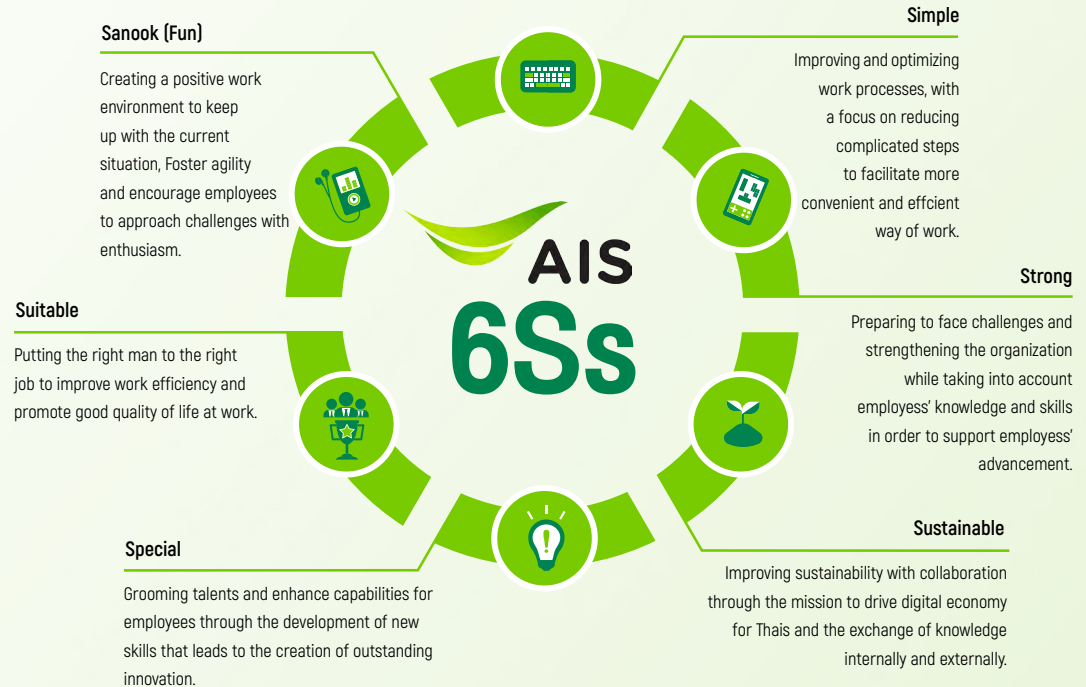 Sanook (Fun)
Creating a positive work
environment to keep
up with the current
situation, Foster agility
and encourage employees
to approach challenges with
enthusiasm.
Simple
Improving and optimizing
work processes, with
a focus on reducing
complicated steps
to facilitate more
convenient and effcient
way of work.
AIS
6Ss
Suitable
Putting the right man to the right
job to improve work efficiency and
promote good quality of life at work.
Strong
Preparing to face challenges and
strengthening the organization
while taking into account
employess' knowledge and skills
in order to support employess'
advancement.
Special
Grooming talents and enhance capabilities for
employees through the development of new
skills that leads to the creation of outstanding
innovation.
Sustainable
Improving sustainability with collaboration
through the mission to drive digital economy
for Thais and the exchange of knowledge
internally and externally.